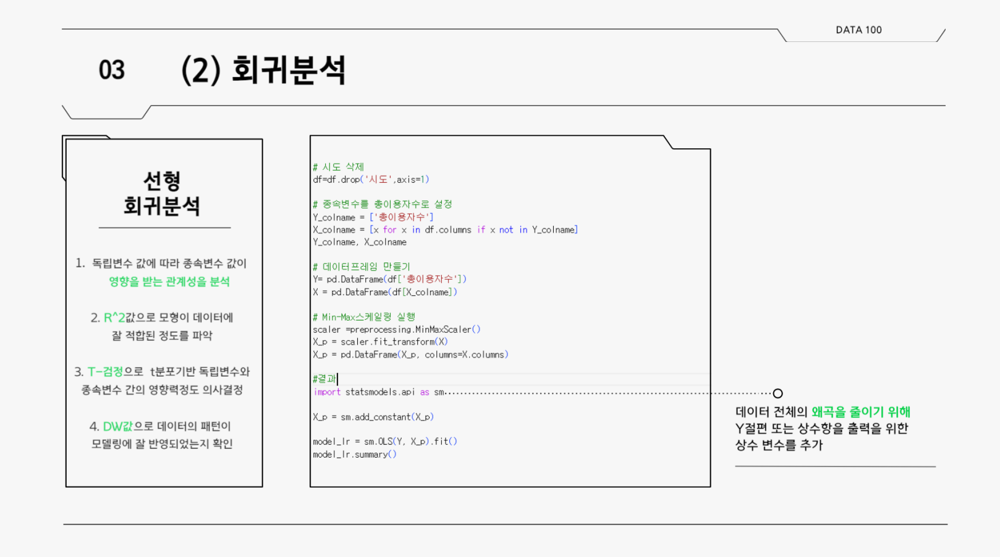 DATA 100
03
(2) 회귀분석
선형
회귀분석
1. 독립변수 값에 따라 종속변수 값이
영향을 받는 관계성을 분석
2. R^2값으로 모형이 데이터에
잘 적합된 정도를 파악
3. T-검정으로 t분포기반 독립변수와
종속변수 간의 영향력정도 의사결정
4. DW값으로 데이터의 패턴이
모델링에 잘 반영되었는지 확인
# 시도 삭제
df=df.drop('시도',axis=1)
# 종속변수를 총이용자수로 설정
Y_colname = ['총이용자수']
X_colname = [x for x in df.columns if x not in Y_colname]
Y_colname, X_colname
# 데이터프레임 만들기
Y= pd.DataFrame(df['총이용자수'])
X = pd.DataFrame(df[X_colname])
# Min-Max스케일링 실행
scaler =preprocessing.MinMaxScaler()
X_p = scaler.fit_transform(X)
X_p = pd.DataFrame(X_p, columns=X.columns)
#결과
import statsmodels.api as sm
X_p = sm.add_constant(X_p)
model_lr = sm.OLS(Y, X_p).fit()
model_lr.summary()
데이터 전체의 왜곡을 줄이기 위해
Y절편 또는 상수항을 출력을 위한
상수 변수를 추가